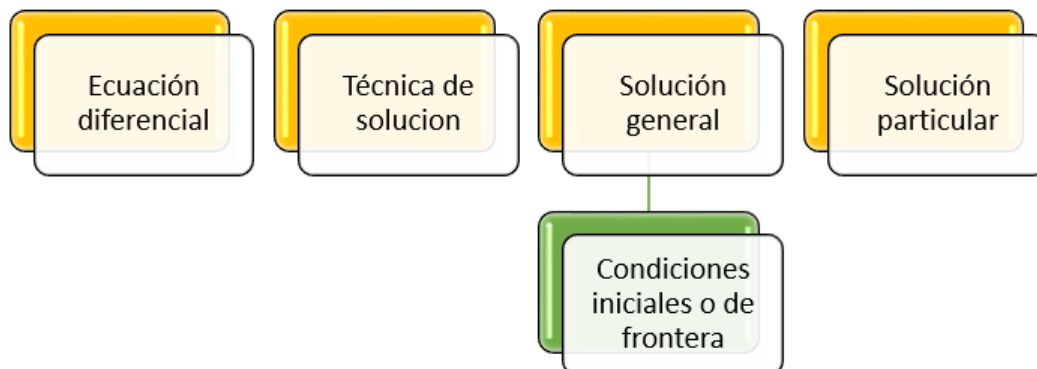 Ecuación
diferencial
Técnica de
solucion
Solución
general
Solución
particular
Condiciones
iniciales o de
frontera